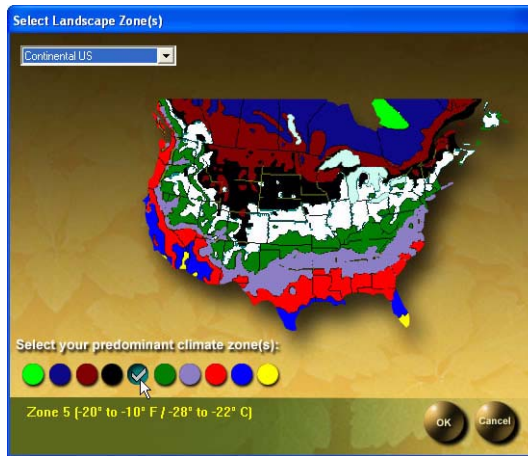 Select Landscape Zone(s)
Continental US
Select your predominant climate zone(s):
Zone 5 (-20° to -10° F / -28° to -22° C)
OK
Cancel